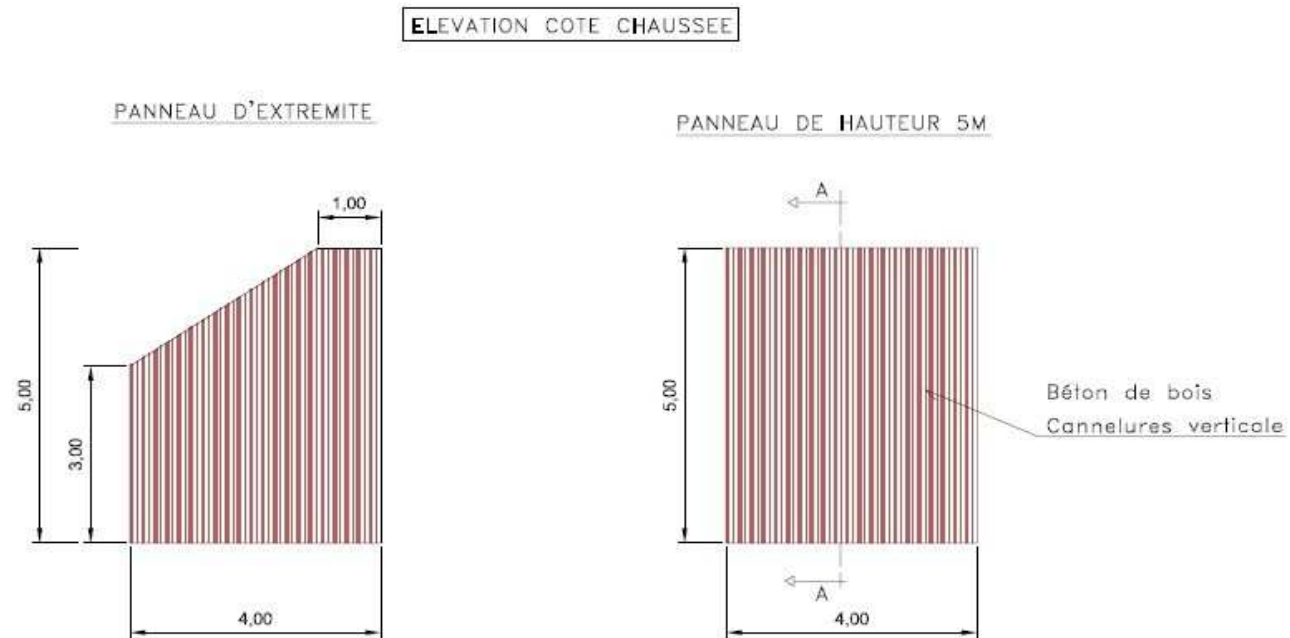 ELEVATION COTE CHAUSSEE
PANNEAU D'EXTREMITE
PANNEAU DE HAUTEUR 5M
1,00
A
5,00
3,00
5,00
Béton de bois
Cannelures verticale
A
4,00
4,00